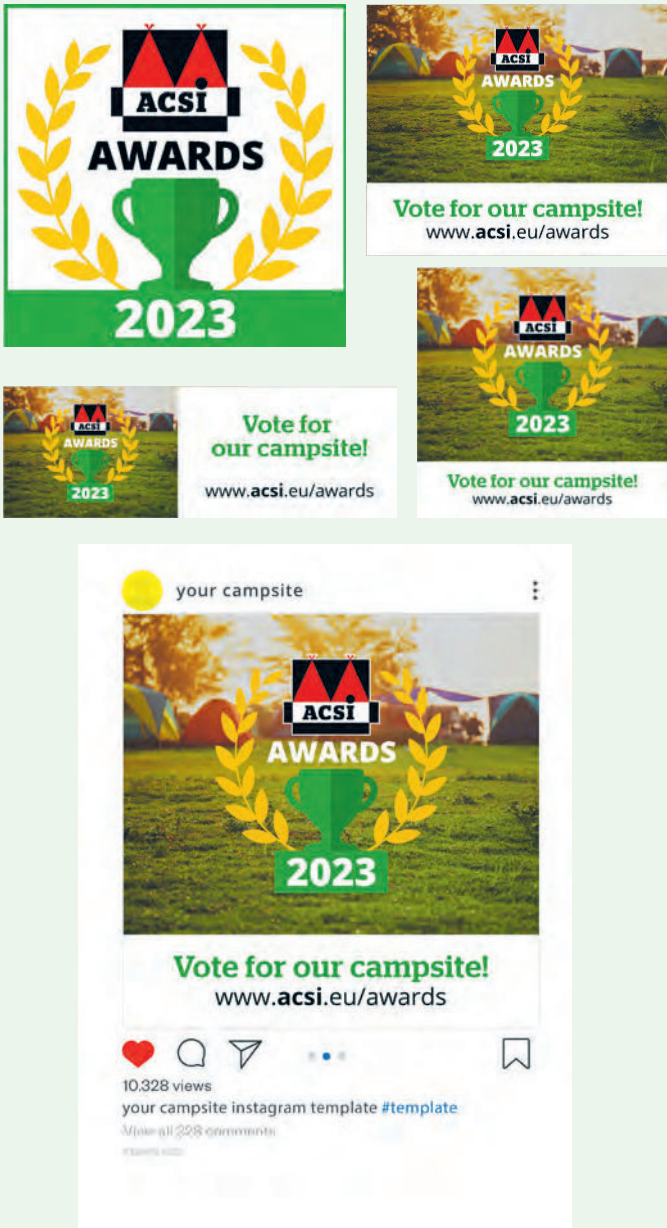 ACSI
AWARDS
2023
ACSI
AWARDS
2023
Vote for our campsite!
www.acsi.eu/awards
ACSI
AWARDS
2023
Vote for our campsite!
www.acsi.eu/awards
ACSI
AWARDS
2023
Vote for
our campsite!
www.acsi.eu/awards
your campsite
ACSI
AWARDS
2023
Vote for our campsite!
www.acsi.eu/awards
10.328 views
your campsite instagram template #template
View all 228 comments